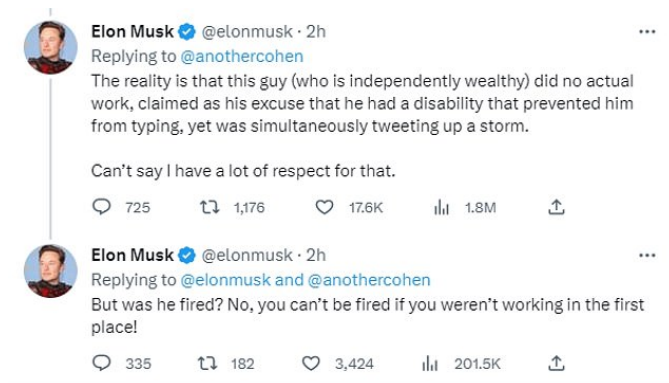 Elon Musk @elonmusk · 2h
Replying to @anothercohen
The reality is that this guy (who is independently wealthy) did no actual
work, claimed as his excuse that he had a disability that prevented him
from typing, yet was simultaneously tweeting up a storm.
Can’t say I have a lot of respect for that.
725 1,176 17.6K 1.8M
Elon Musk @elonmusk · 2h
Replying to @elonmusk and @anothercohen
But was he fired? No, you can’t be fired if you weren’t working in the first
place!
335 182 3,424 201.5K